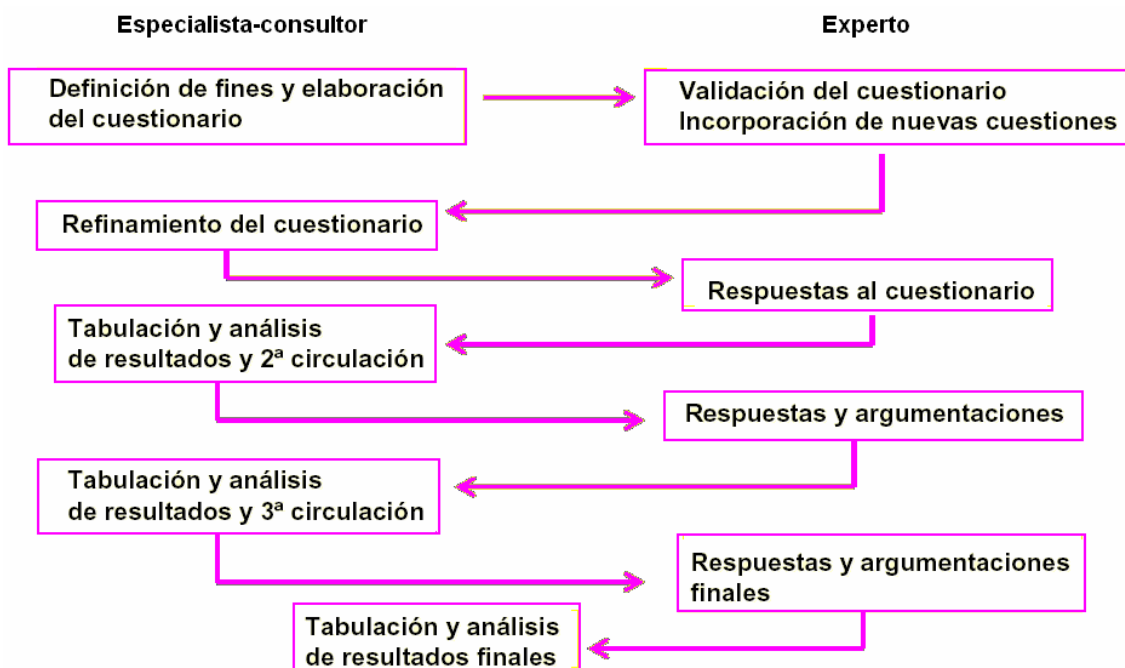 Especialista-consultor
Experto
Definición de fines y elaboración
del cuestionario
Validación del cuestionario
Incorporación de nuevas cuestiones
Refinamiento del cuestionario
Respuestas al cuestionario
Tabulación y análisis
de resultados y 2ª circulación
Respuestas y argumentaciones
Tabulación y análisis
de resultados y 3ª circulación
Respuestas y argumentaciones
finales
Tabulación y análisis
de resultados finales